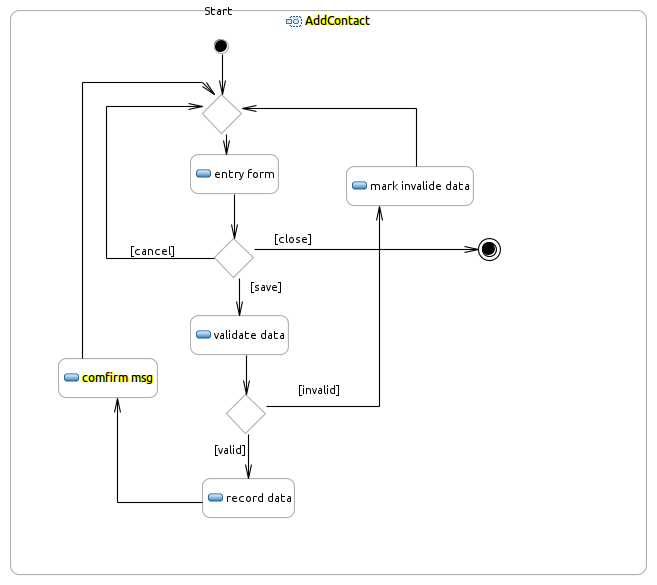 Start
AddContact
entry form
mark invalide data
[close]
[cancel]
[save]
validate data
comfirm msg
[invalid]
[valid]
record data